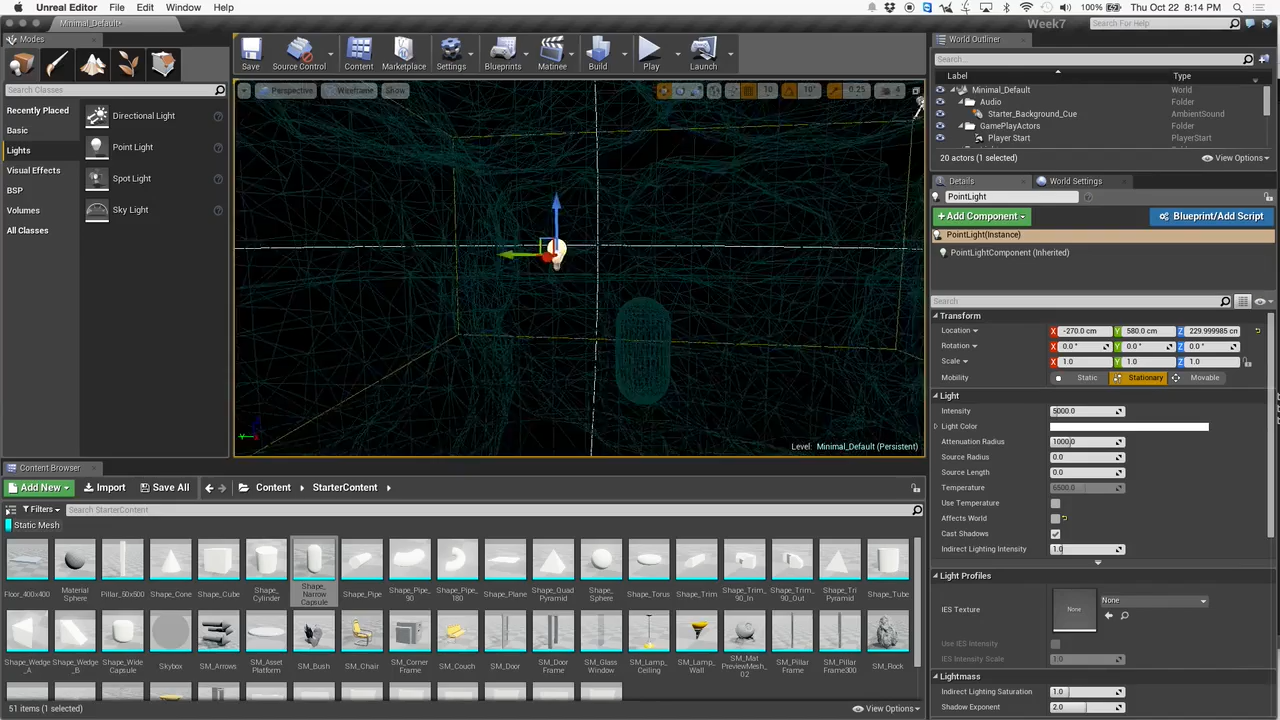 Unreal Editor File Edit Window Help 100% Thu Oct 22 8:14 PM
Minimal_Default* Week7 Search For Help
Modes
Search Classes
Recently Placed
Basic
Lights
Visual Effects
BSP
Volumes
All Classes
Directional Light
Point Light
Spot Light
Sky Light
Save Source Control Content Marketplace Settings Blueprints Matinee Build Play Launch
Perspective Wireframe Show 10 10° 0.25 4
Level: Minimal_Default (Persistent)
World Outliner
Search...
Label Type
Minimal_Default World
Audio Folder
Starter_Background_Cue AmbientSound
GamePlayActors Folder
Player Start PlayerStart
20 actors (1 selected) View Options
Details World Settings
PointLight
+Add Component Blueprint/Add Script
PointLight(Instance)
PointLightComponent (Inherited)
Search
Transform
Location X -270.0 cm Y 580.0 cm Z 229.999985 cm
Rotation X 0.0 ° Y 0.0 ° Z 0.0 °
Scale X 1.0 Y 1.0 Z 1.0
Mobility Static Stationary Movable
Light
Intensity 5000.0
Light Color
Attenuation Radius 1000.0
Source Radius 0.0
Source Length 0.0
Temperature 6500.0
Use Temperature
Affects World
Cast Shadows
Indirect Lighting Intensity 1.0
Light Profiles
IES Texture None None
Use IES Intensity
IES Intensity Scale 1.0
Lightmass
Indirect Lighting Saturation 1.0
Shadow Exponent 2.0
Content Browser
Add New Import Save All Content StarterContent
Filters Search StarterContent
Static Mesh
Floor_400x400 Material Sphere Pillar_50x500 Shape_Cone Shape_Cube Shape_Cylinder Shape_Narrow Capsule Shape_Pipe Shape_Pipe_90 Shape_Pipe_180 Shape_Plane Shape_Quad Pyramid Shape_Sphere Shape_Torus Shape_Trim Shape_Trim_90_In Shape_Trim_90_Out Shape_Tri Pyramid Shape_Tube
Shape_Wedge_A Shape_Wedge_B Shape_Wide Capsule Skybox SM_Arrows SM_Asset Platform SM_Bush SM_Chair SM_Corner Frame SM_Couch SM_Door SM_Door Frame SM_Glass Window SM_Lamp_Ceiling SM_Lamp_Wall SM_Mat PreviewMesh_02 SM_Pillar Frame SM_Pillar Frame300 SM_Rock
51 items (1 selected) View Options